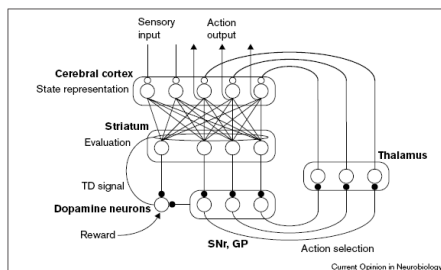 Sensory input
Action output
Cerebral cortex
State representation
Striatum
Evaluation
Thalamus
TD signal
Dopamine neurons
Reward
SNr, GP
Action selection
Current Opinion in Neurobiology